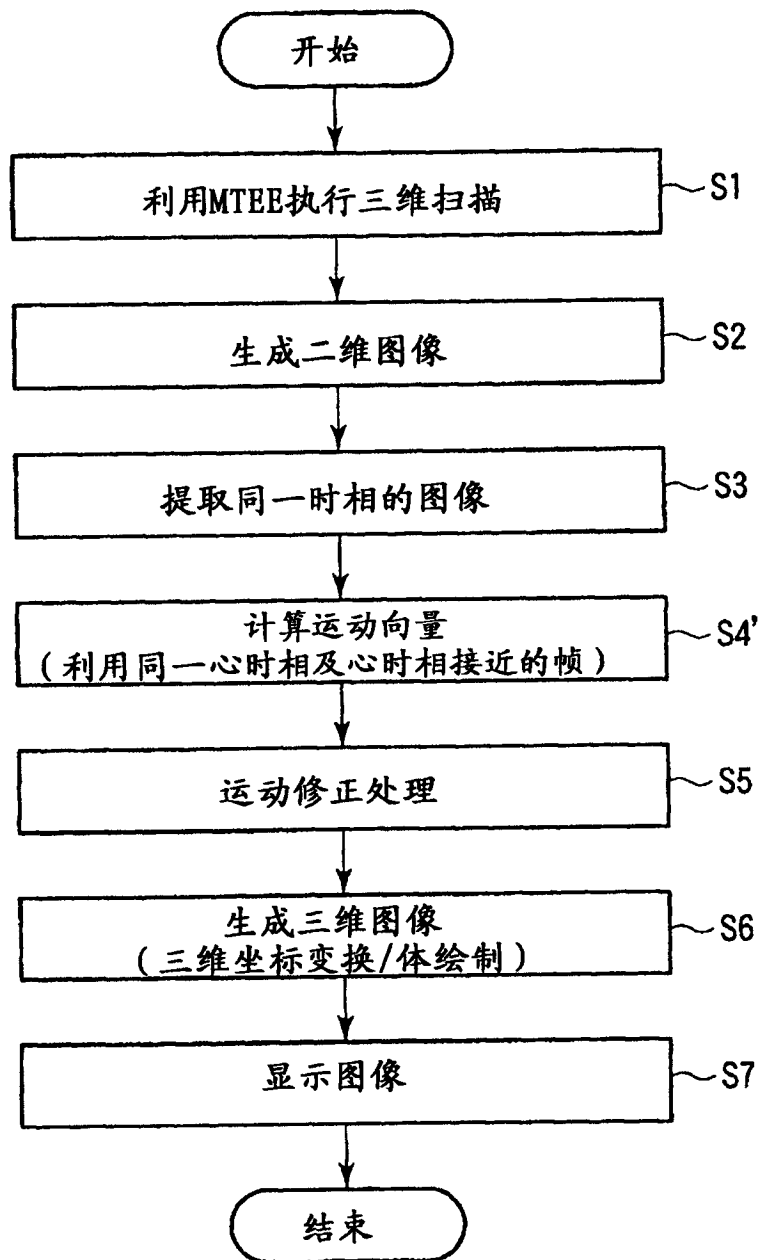 开始
利用MTEE执行三维扫描
S1
生成二维图像
S2
提取同一时相的图像
S3
计算运动向量
(利用同一心时相及心时相接近的帧)
S4'
运动修正处理
S5
生成三维图像
(三维坐标变换/体绘制)
S6
显示图像
S7
结束